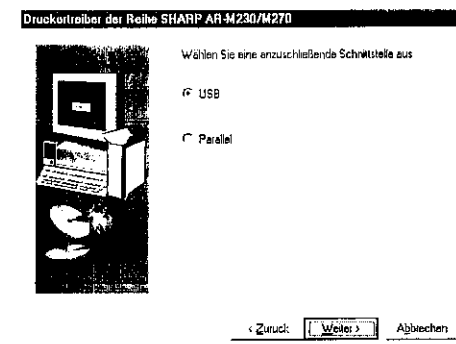 Druckertreiber der Reihe SHARP AR-M230/M270
Wählen Sie eine anzuschließende Schnittstelle aus
USB
Parallel
< Zurück
Weiter >
Abbrechen